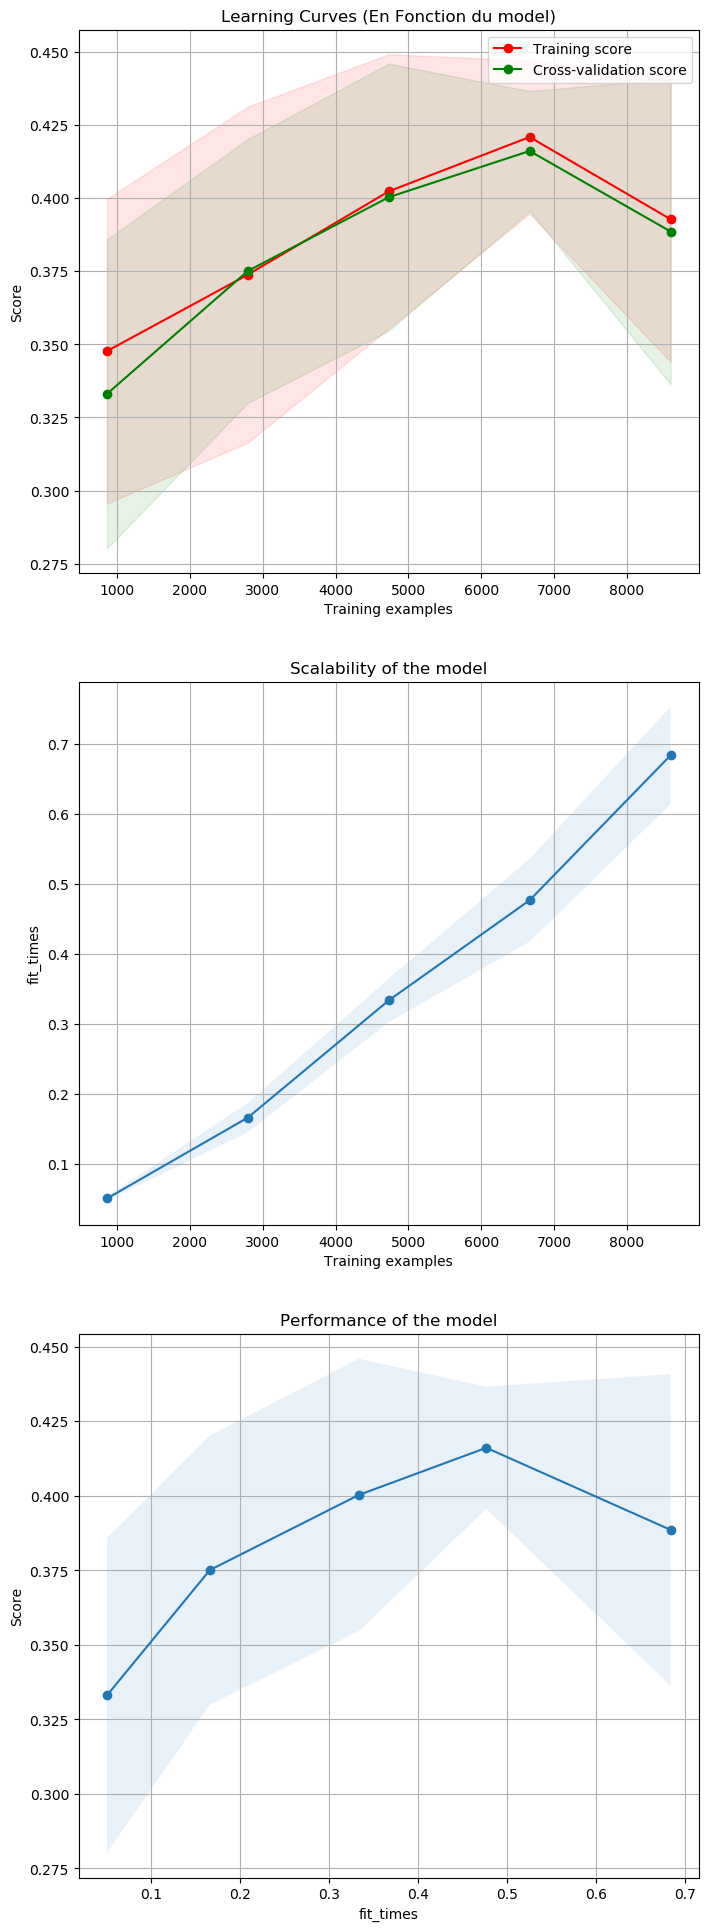 Learning Curves (En Fonction du model)
0.450
0.425
0.400
0.375
0.350
0.325
0.300
0.275
Score
Training score
Cross-validation score
1000 2000 3000 4000 5000 6000 7000 8000
Training examples
Scalability of the model
0.7
0.6
0.5
0.4
0.3
0.2
0.1
fit_times
1000 2000 3000 4000 5000 6000 7000 8000
Training examples
Performance of the model
0.450
0.425
0.400
0.375
0.350
0.325
0.300
0.275
Score
0.1 0.2 0.3 0.4 0.5 0.6 0.7
fit_times